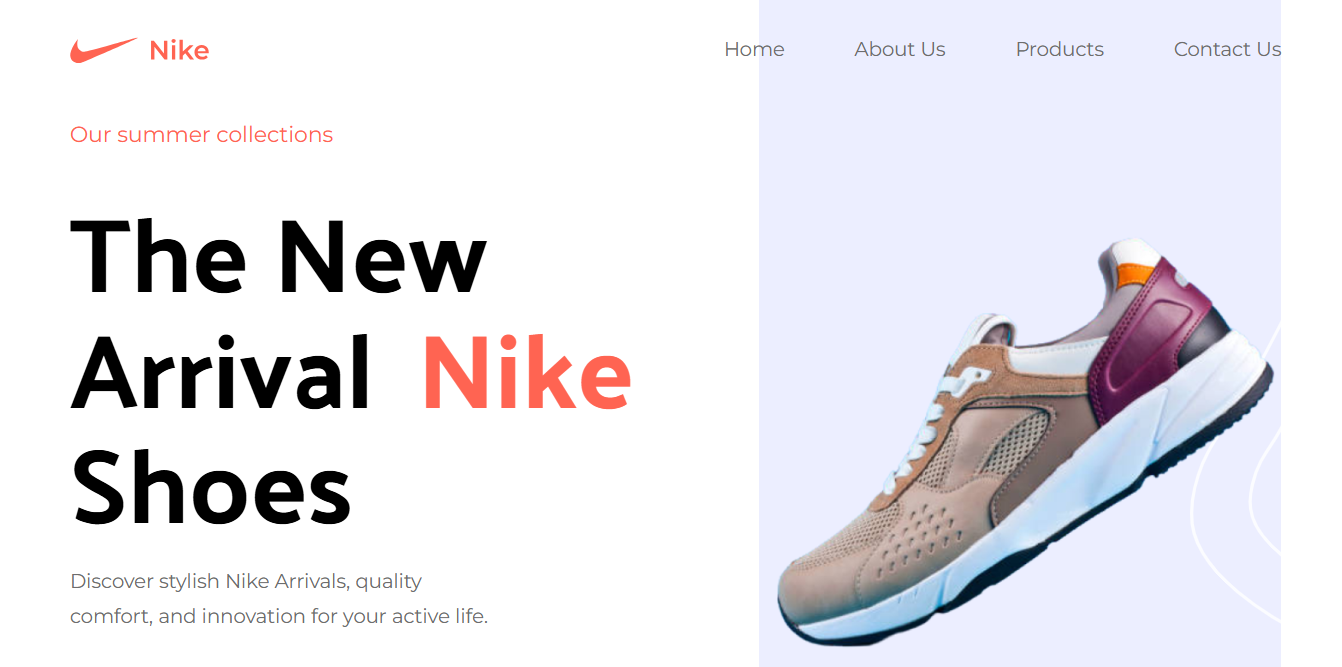 Nike
Home About Us Products Contact Us
Our summer collections
The New
Arrival Nike
Shoes
Discover stylish Nike Arrivals, quality
comfort, and innovation for your active life.